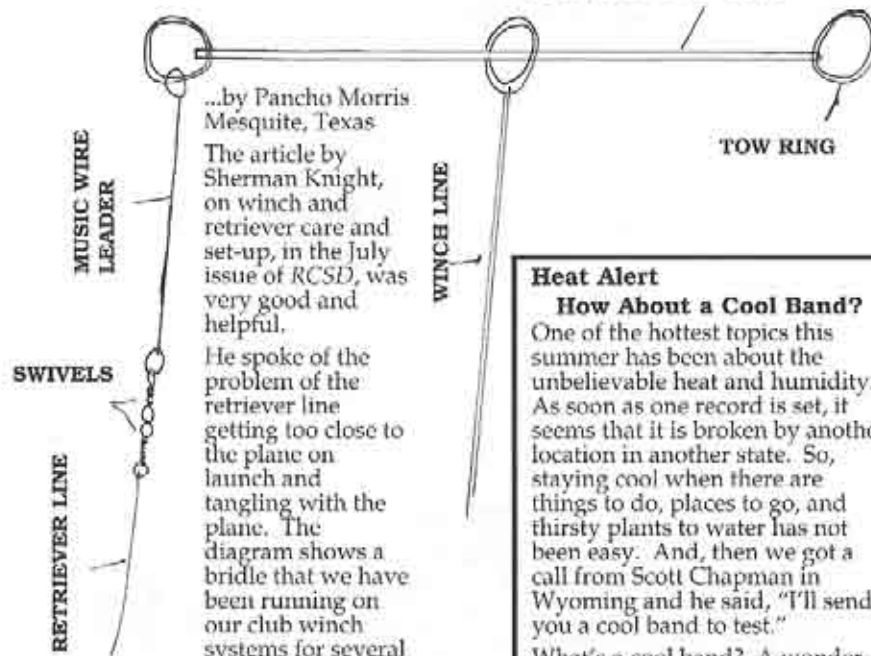 TOW RING
MUSIC WIRE
LEADER
SWIVELS
RETRIEVER LINE
WINCH LINE
...by Pancho Morris
Mesquite, Texas
The article by
Sherman Knight,
on winch and
retriever care and
set-up, in the July
issue of RCSD, was
very good and
helpful.
He spoke of the
problem of the
retriever line
getting too close to
the plane on
launch and
tangling with the
plane. The
diagram shows a
bridle that we have
been running on
our club winch
systems for several
Heat Alert
How About a Cool Band?
One of the hottest topics this
summer has been about the
unbelievable heat and humidity.
As soon as one record is set, it
seems that it is broken by anothe
location in another state. So,
staying cool when there are
things to do, places to go, and
thirsty plants to water has not
been easy. And, then we got a
call from Scott Chapman in
Wyoming and he said, "I'll send
you a cool band to test."
What's a cool band? A wonder